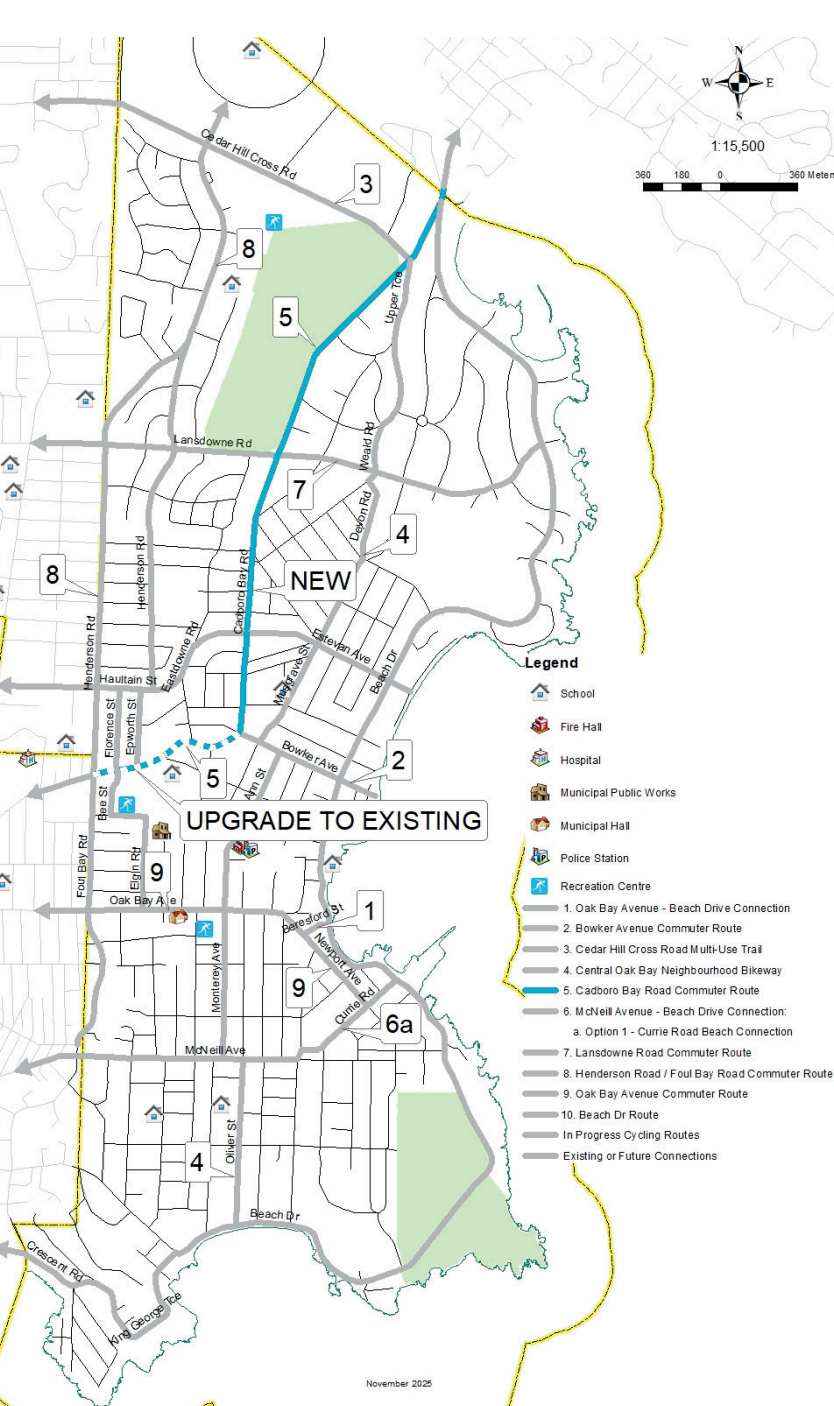 N
W
E
S
1:15,500
360 180 0 360 Meters
Cedar Hill Cross Rd
3
8
5
Upper Tce
Lansdowne Rd
Weald Rd
7
Devon Rd
4
8
Henderson Rd
Cadboro Bay Rd
NEW
Henderson Rd
Eastdowne Rd
Estevan Ave
Musgrave St
Beach Dr
Haultain St
Florence St
Epworth St
Bowker Ave
2
5
Ann St
Bee St
UPGRADE TO EXISTING
Foul Bay Rd
Elgin Rd
9
Oak Bay Ave
Beresford St
1
Newport Ave
9
Monterey Ave
Currie Rd
6a
McNeill Ave
Oliver St
4
Beach Dr
Crescent Rd
King George Tce
Legend
School
Fire Hall
Hospital
Municipal Public Works
Municipal Hall
Police Station
Recreation Centre
1. Oak Bay Avenue - Beach Drive Connection
2. Bowker Avenue Commuter Route
3. Cedar Hill Cross Road Multi-Use Trail
4. Central Oak Bay Neighbourhood Bikeway
5. Cadboro Bay Road Commuter Route
6. McNeill Avenue - Beach Drive Connection:
a. Option 1 - Currie Road Beach Connection
7. Lansdowne Road Commuter Route
8. Henderson Road / Foul Bay Road Commuter Route
9. Oak Bay Avenue Commuter Route
10. Beach Dr Route
In Progress Cycling Routes
Existing or Future Connections
November 2025